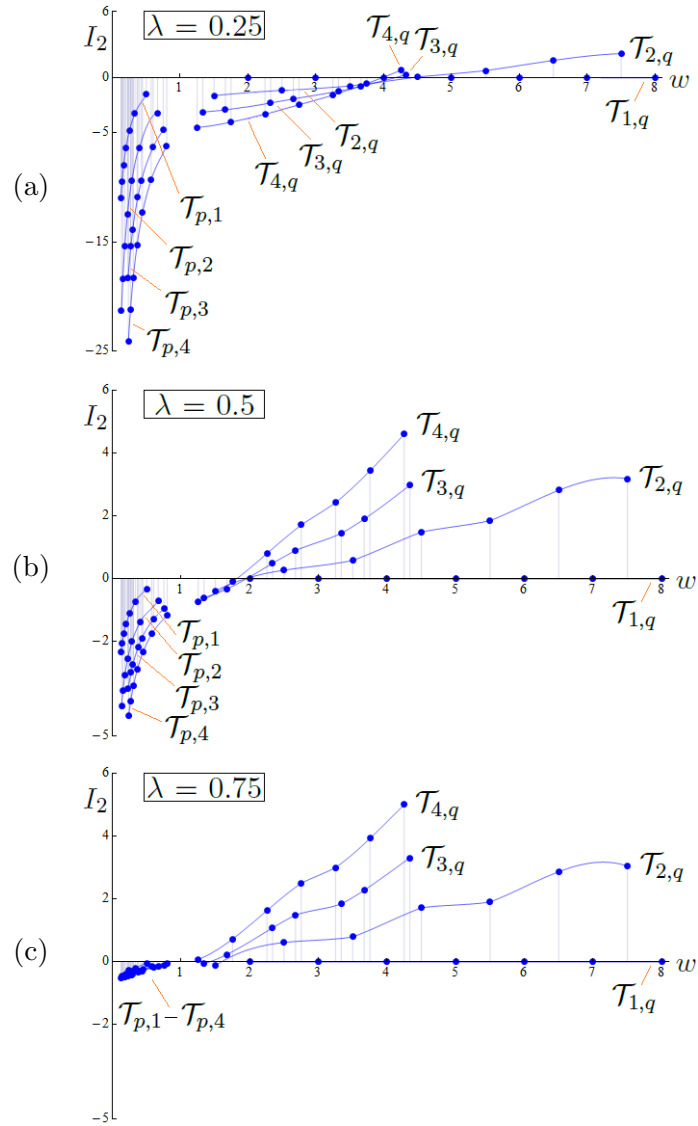 6
I₂
λ = 0.25
𝒯₄,q
𝒯₃,q
𝒯₂,q
0
1 2 3 4 5 6 7 8 w
𝒯₁,q
𝒯₂,q
𝒯₃,q
-5
𝒯₄,q
(a)
𝒯p,1
𝒯p,2
-15
𝒯p,3
𝒯p,4
-25
6
I₂
λ = 0.5
𝒯₄,q
4
𝒯₃,q
𝒯₂,q
2
(b)
0
1 2 3 4 5 6 7 8 w
𝒯₁,q
𝒯p,1
-2
𝒯p,2
𝒯p,3
𝒯p,4
-5
6
I₂
λ = 0.75
𝒯₄,q
4
𝒯₃,q
𝒯₂,q
2
(c)
0
1 2 3 4 5 6 7 8 w
𝒯₁,q
𝒯p,1−𝒯p,4
-2
-5